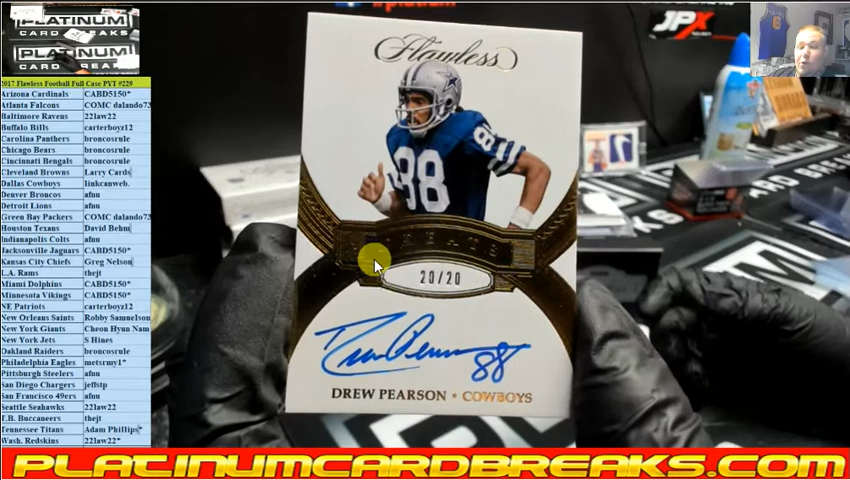 PLATINUM
CARD BREAKS
PLATINUM
CARD BREAKS
JPX
2017 Flawless Football Full Case PYT #229
Arizona Cardinals CABD5150*
Atlanta Falcons COMC dalando73
Baltimore Ravens 22law22
Buffalo Bills carterboyz12
Carolina Panthers broncosrule
Chicago Bears broncosrule
Cincinnati Bengals broncosrule
Cleveland Browns Larry Cards
Dallas Cowboys linkcanweb.
Denver Broncos afnu
Detroit Lions afnu
Green Bay Packers COMC dalando73
Houston Texans David Behm
Indianapolis Colts afnu
Jacksonville Jaguars CABD5150*
Kansas City Chiefs Greg Nelson
L.A. Rams thejt
Miami Dolphins CABD5150*
Minnesota Vikings CABD5150*
NE Patriots carterboyz12
New Orleans Saints Robby Samuelson
New York Giants Cheon Hyun Nam
New York Jets S Hines
Oakland Raiders broncosrule
Philadelphia Eagles metsrmy1*
Pittsburgh Steelers afnu
San Diego Chargers jeffstp
San Francisco 49ers afnu
Seattle Seahawks 22law22
T.B. Buccaneers thejt
Tennessee Titans Adam Phillips*
Wash. Redskins 22law22*
Flawless
88
88
20/20
Drew Pearson 88
DREW PEARSON • COWBOYS
PLATINUMCARDBREAKS.COM